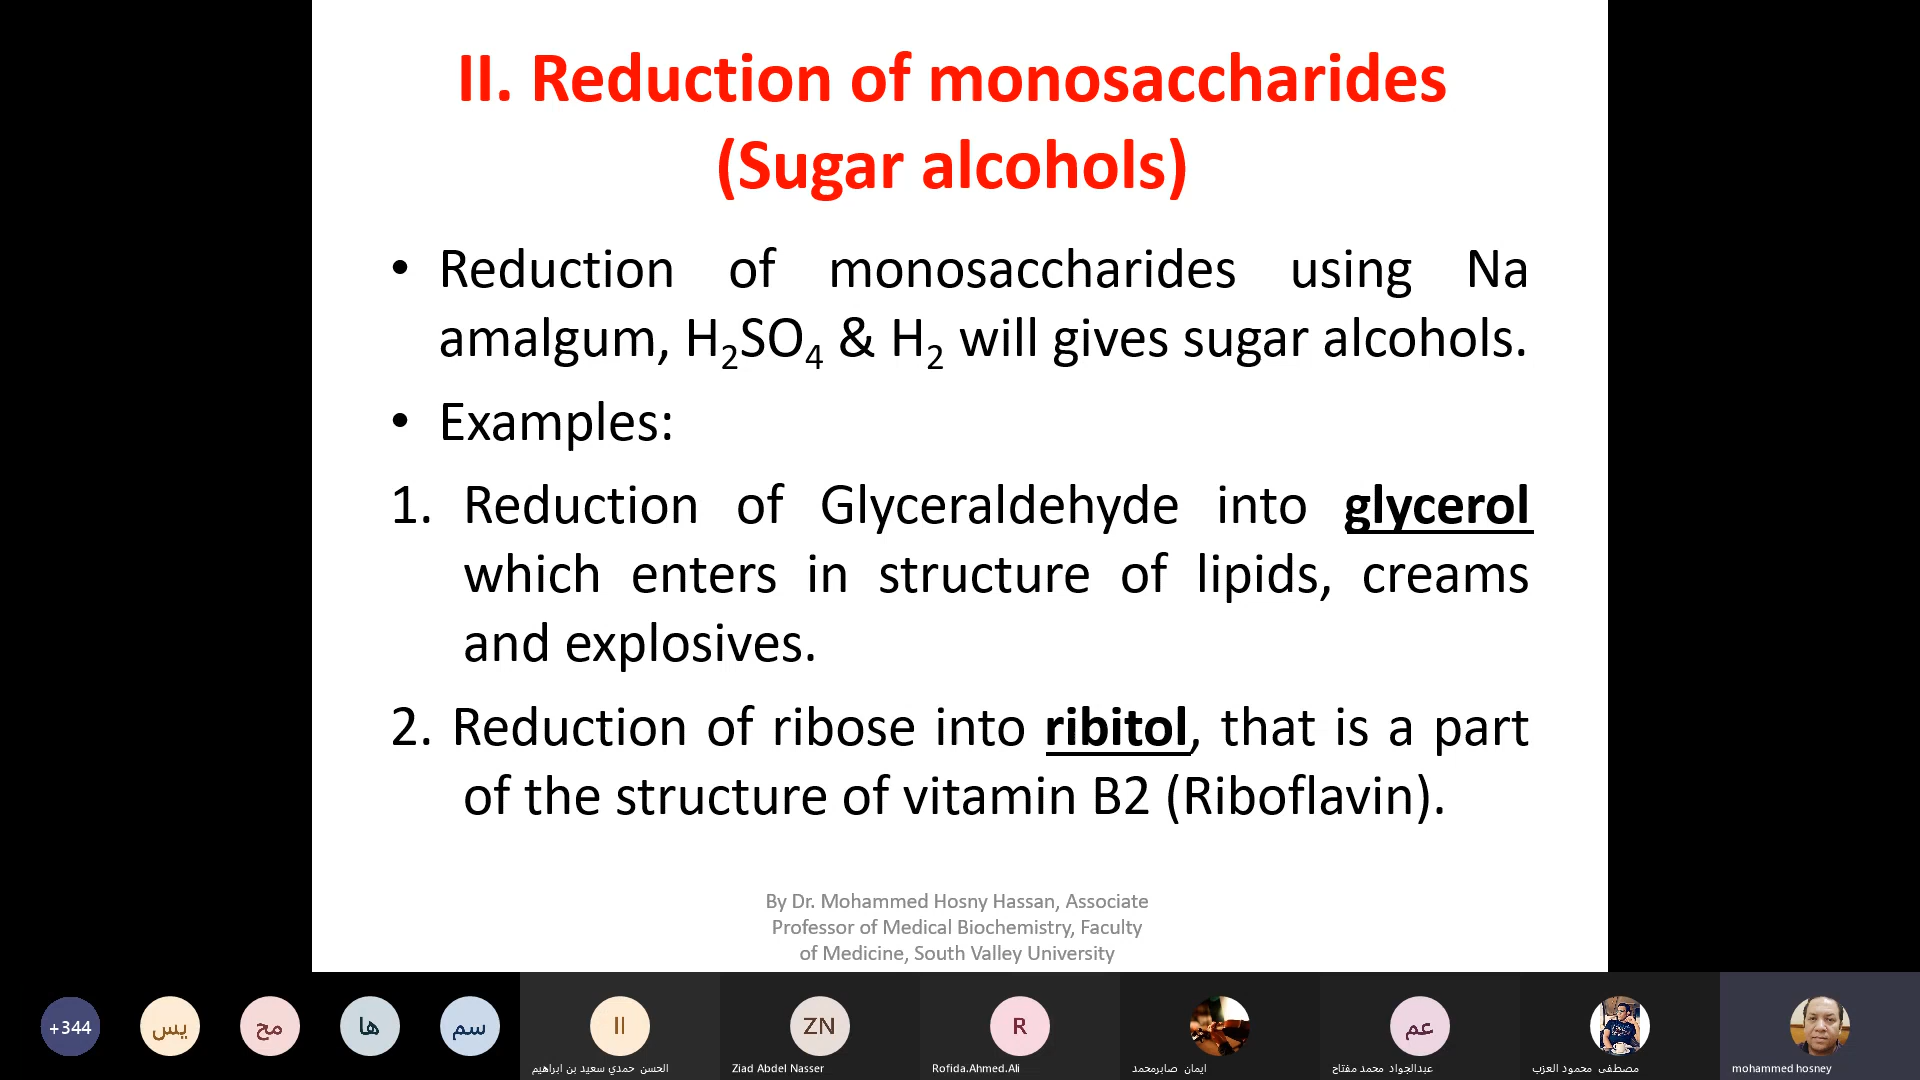 II. Reduction of monosaccharides
(Sugar alcohols)
• Reduction of monosaccharides using Na
amalgum, H₂SO₄ & H₂ will gives sugar alcohols.
• Examples:
1. Reduction of Glyceraldehyde into glycerol
which enters in structure of lipids, creams
and explosives.
2. Reduction of ribose into ribitol, that is a part
of the structure of vitamin B2 (Riboflavin).
By Dr. Mohammed Hosny Hassan, Associate
Professor of Medical Biochemistry, Faculty
of Medicine, South Valley University
+344 يس مح ها سم اا ZN R عم
الحسن حمدي سعيد بن ابراهيم Ziad Abdel Nasser Rofida.Ahmed.Ali ايمان صابرمحمد عبدالجواد محمد مفتاح مصطفى محمود العزب mohammed hosney